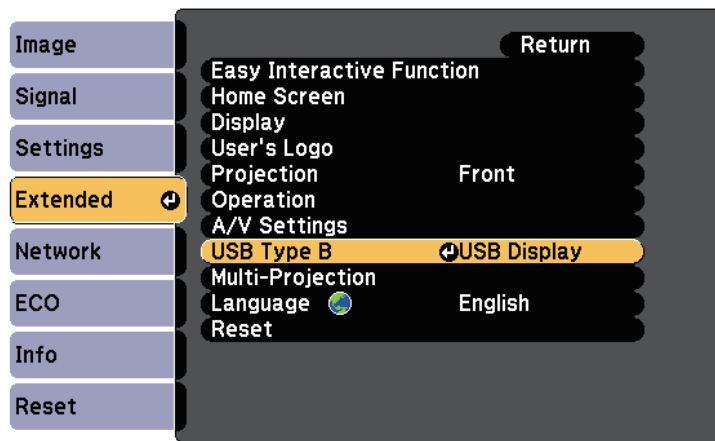 Image
Signal
Settings
Extended
Network
ECO
Info
Reset
Return
Easy Interactive Function
Home Screen
Display
User's Logo
Projection Front
Operation
A/V Settings
USB Type B USB Display
Multi-Projection
Language English
Reset